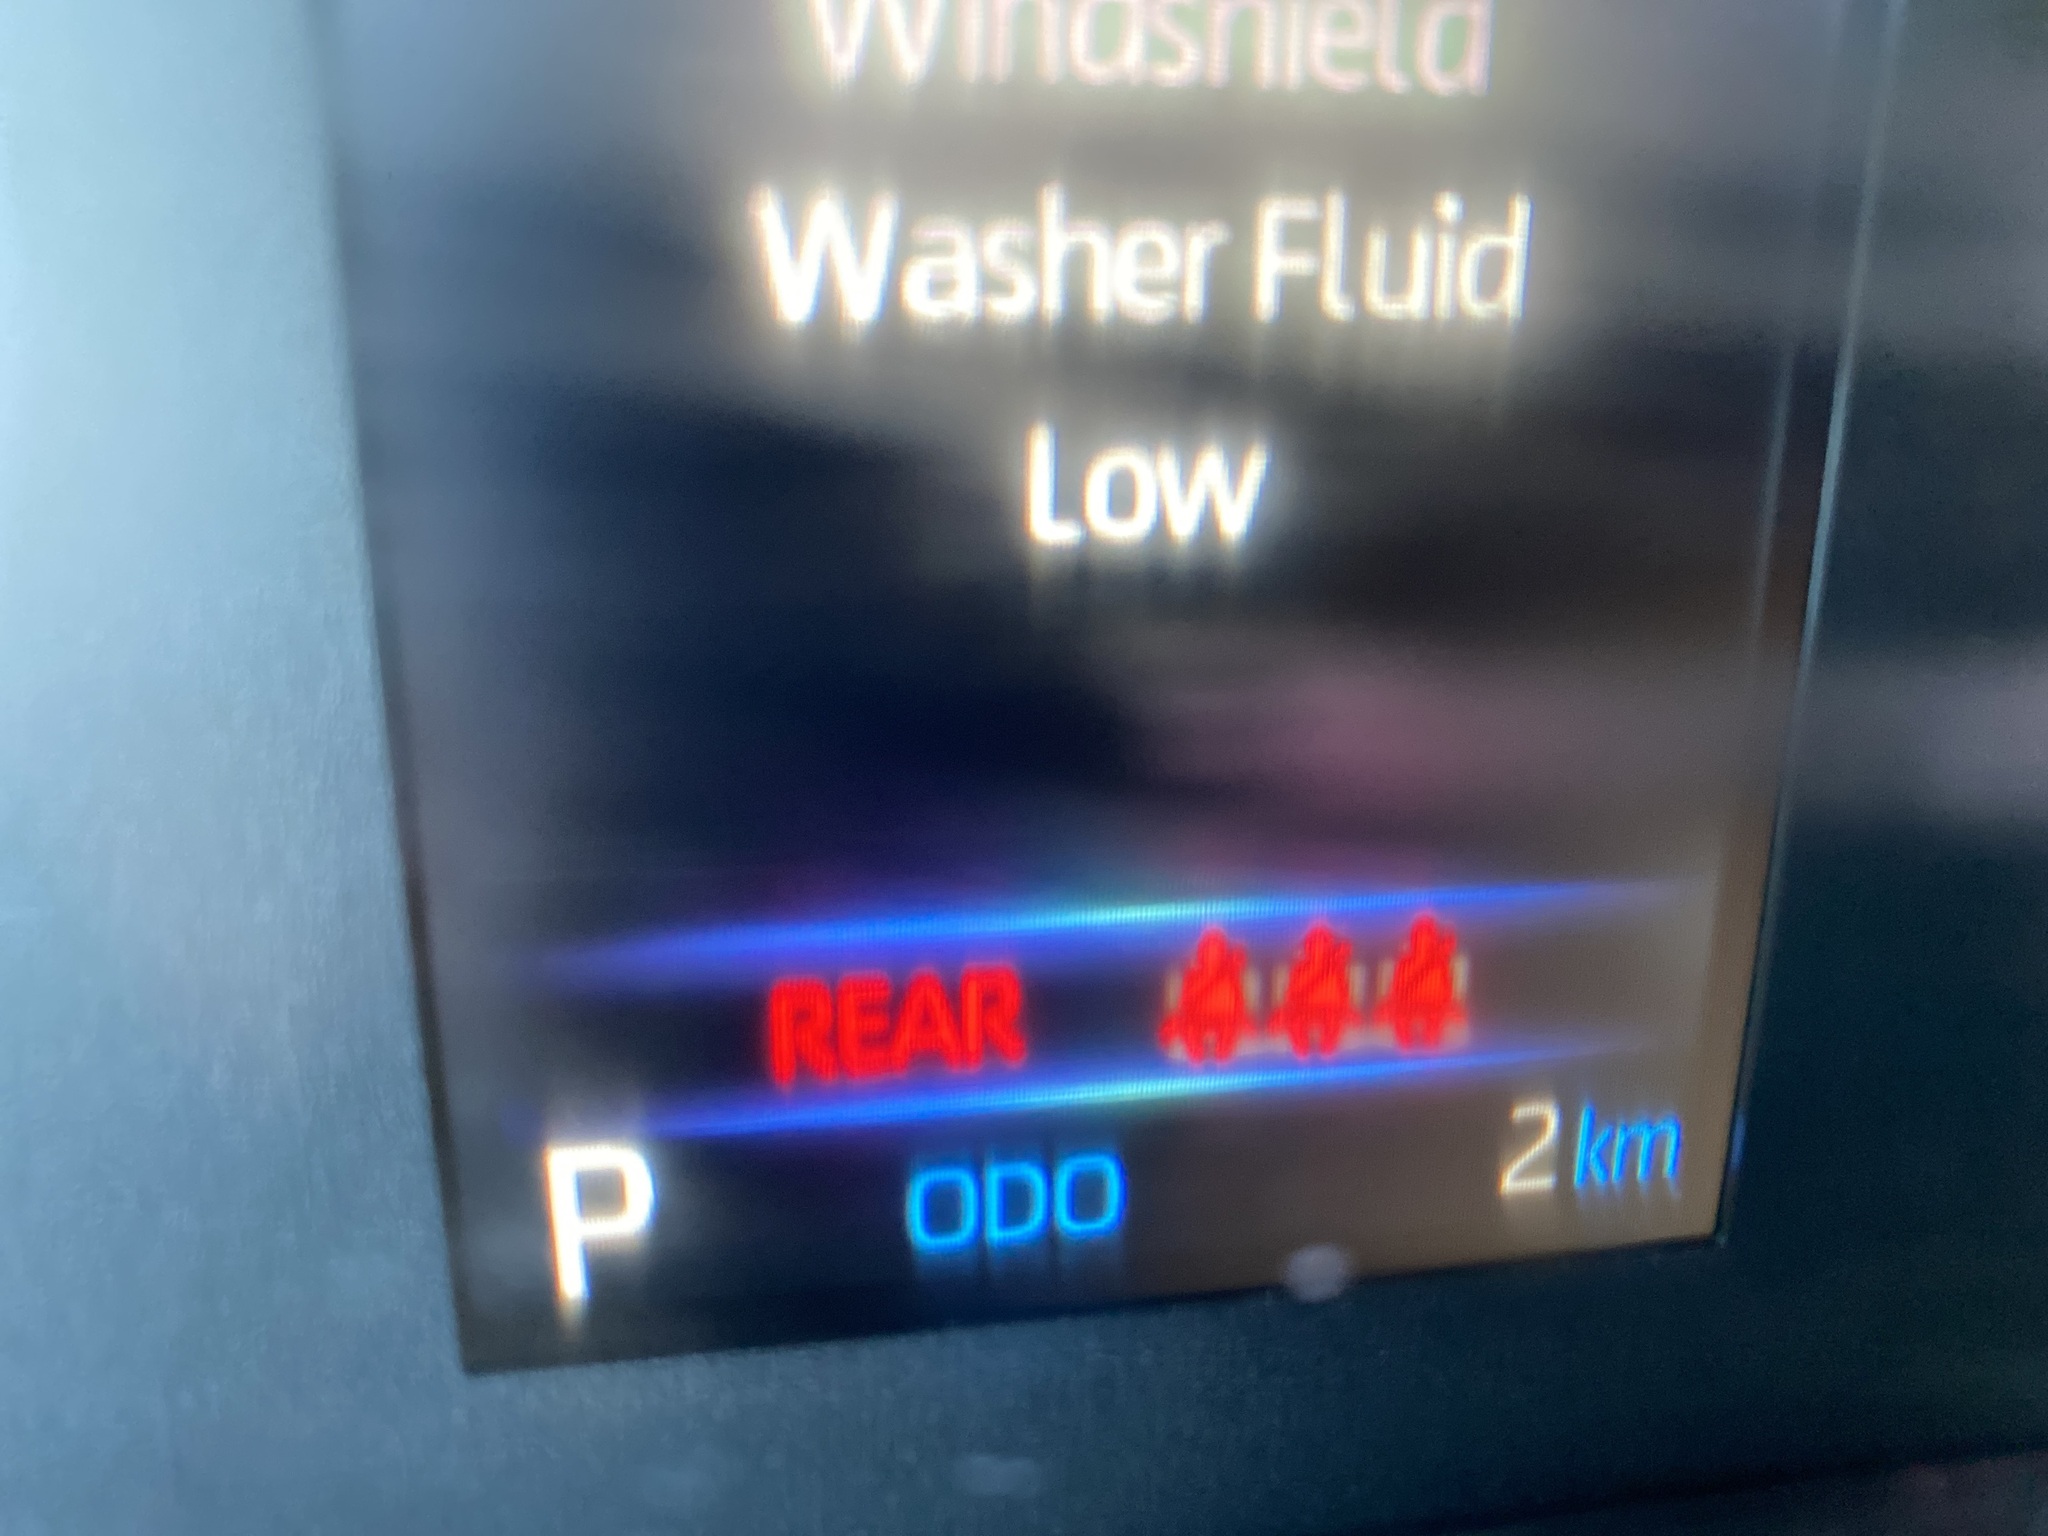 Windshield
Washer Fluid
Low
REAR
P ODO 2 km